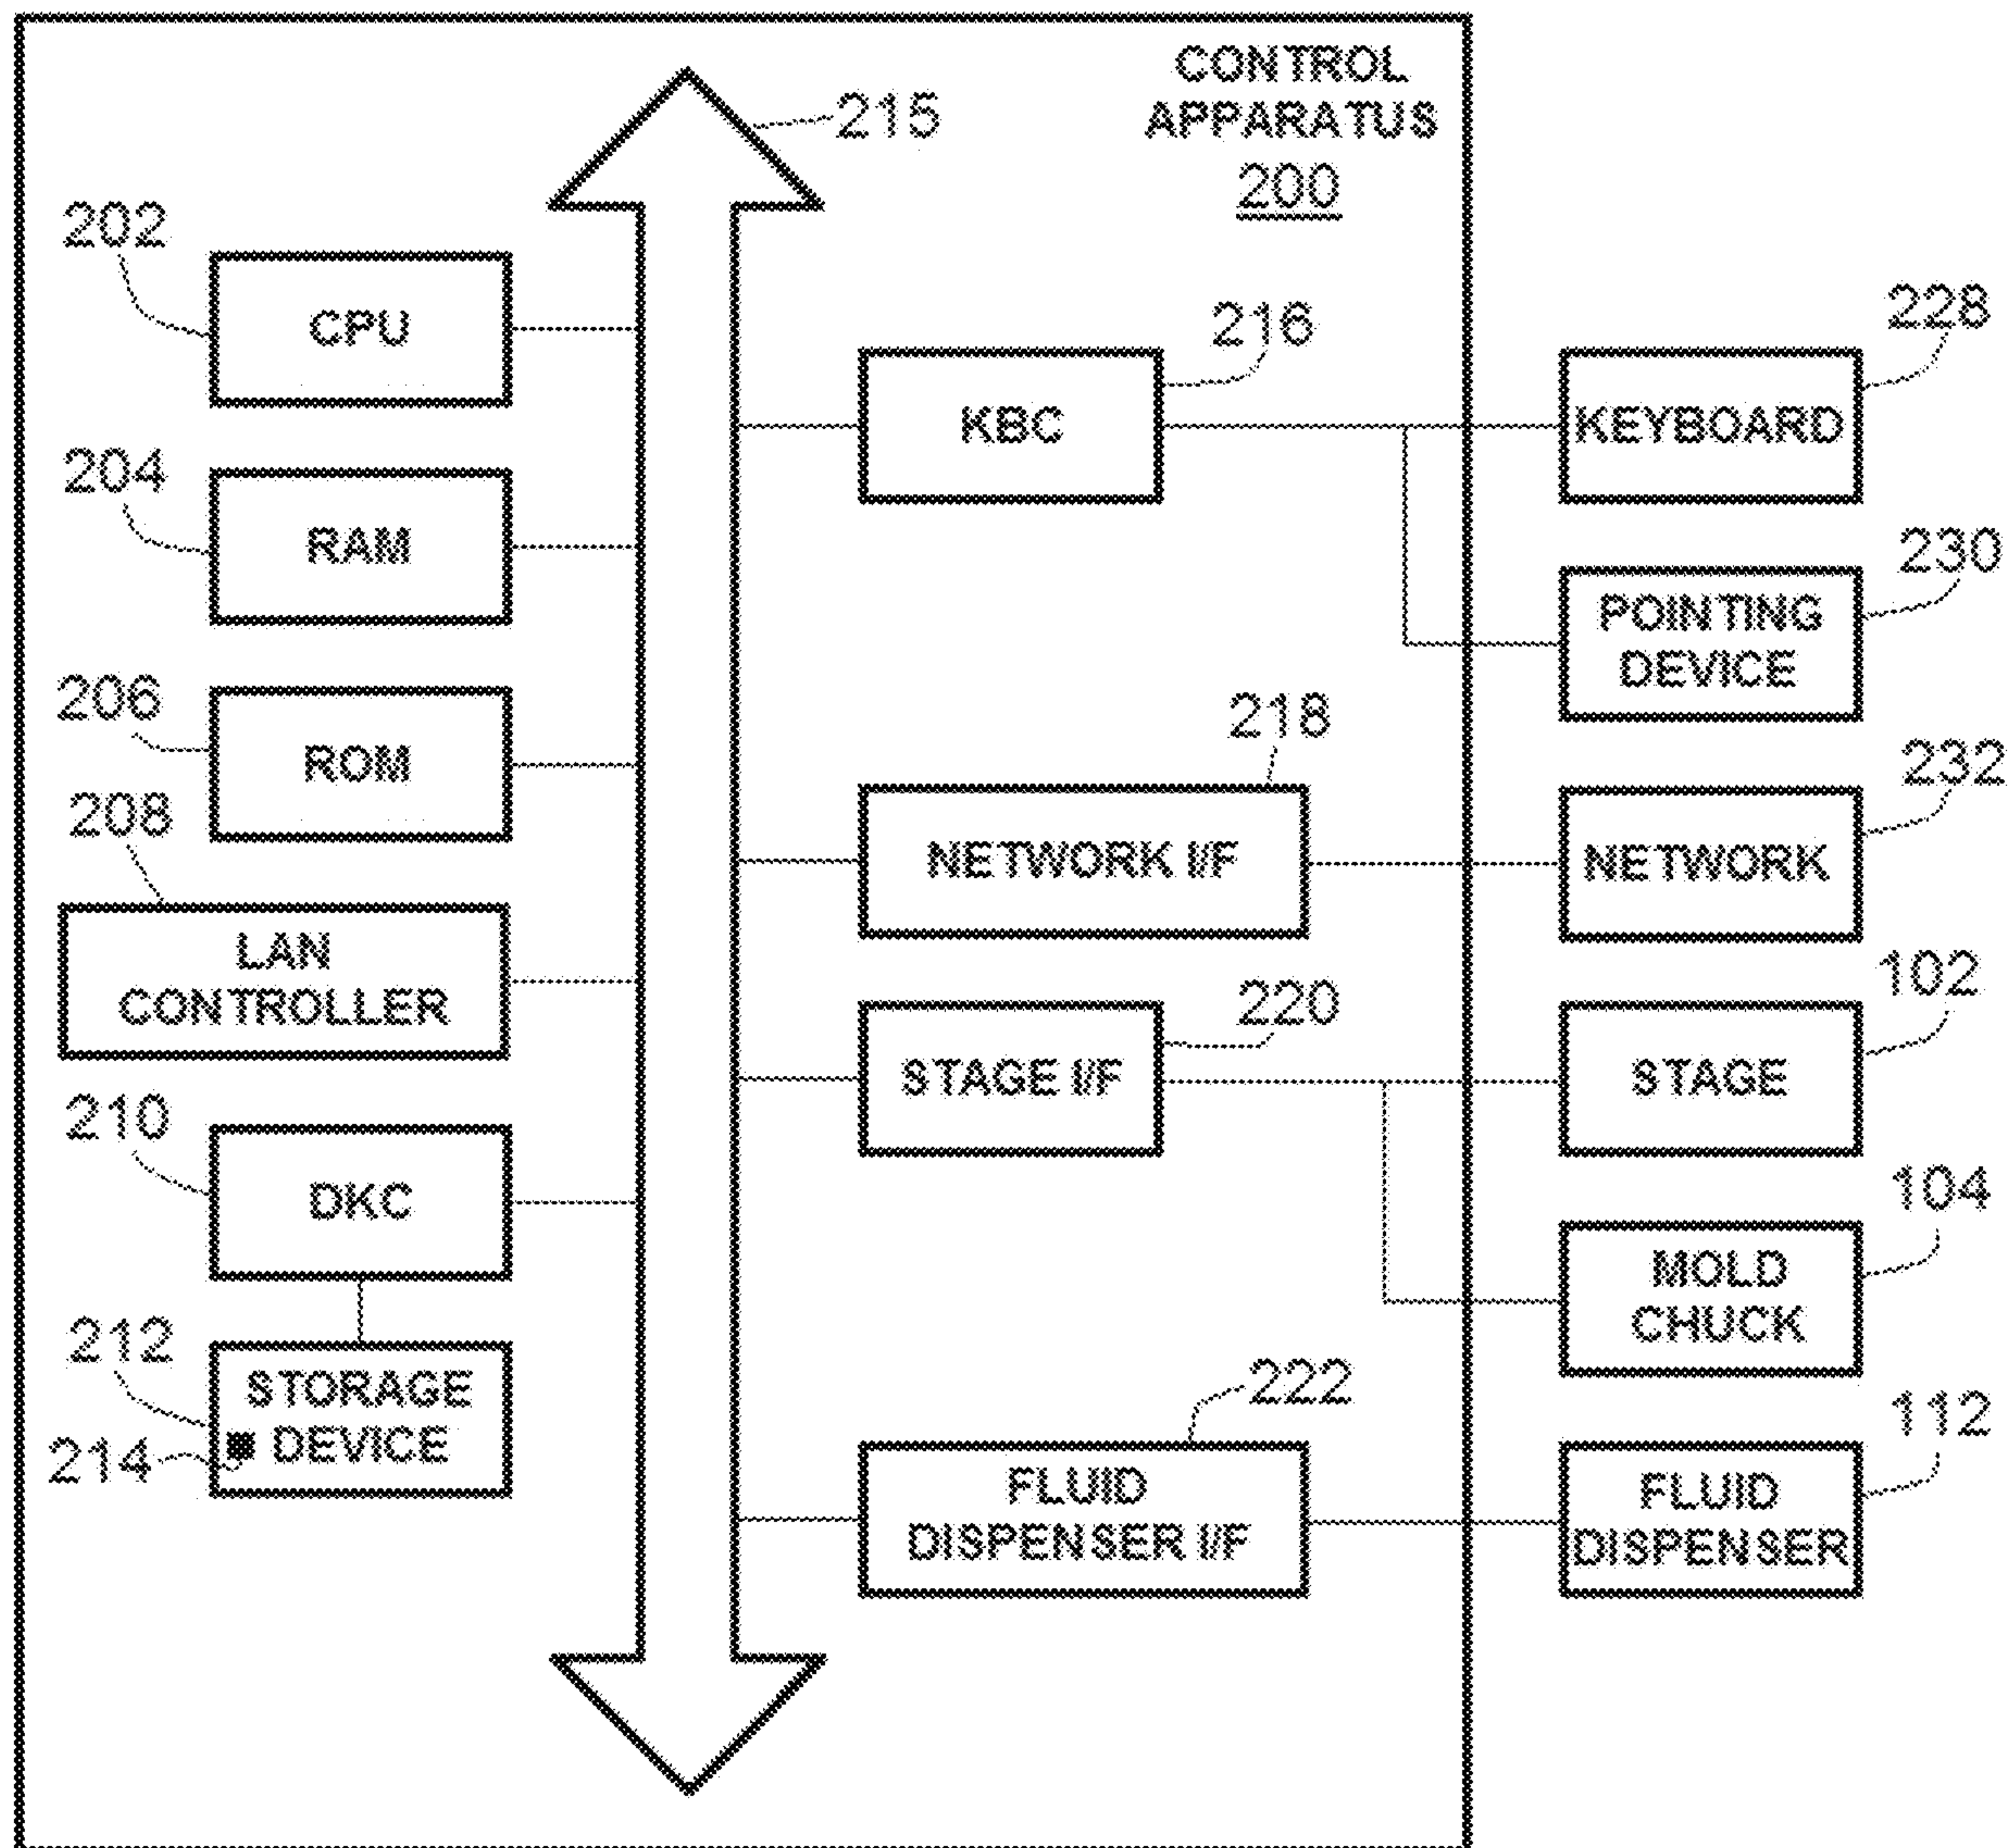 CONTROL
APPARATUS
200
215
202
CPU
204
RAM
206
ROM
208
LAN
CONTROLLER
210
DKC
212
214
STORAGE
DEVICE
216
KBC
218
NETWORK I/F
220
STAGE I/F
222
FLUID
DISPENSER I/F
228
KEYBOARD
230
POINTING
DEVICE
232
NETWORK
102
STAGE
104
MOLD
CHUCK
112
FLUID
DISPENSER